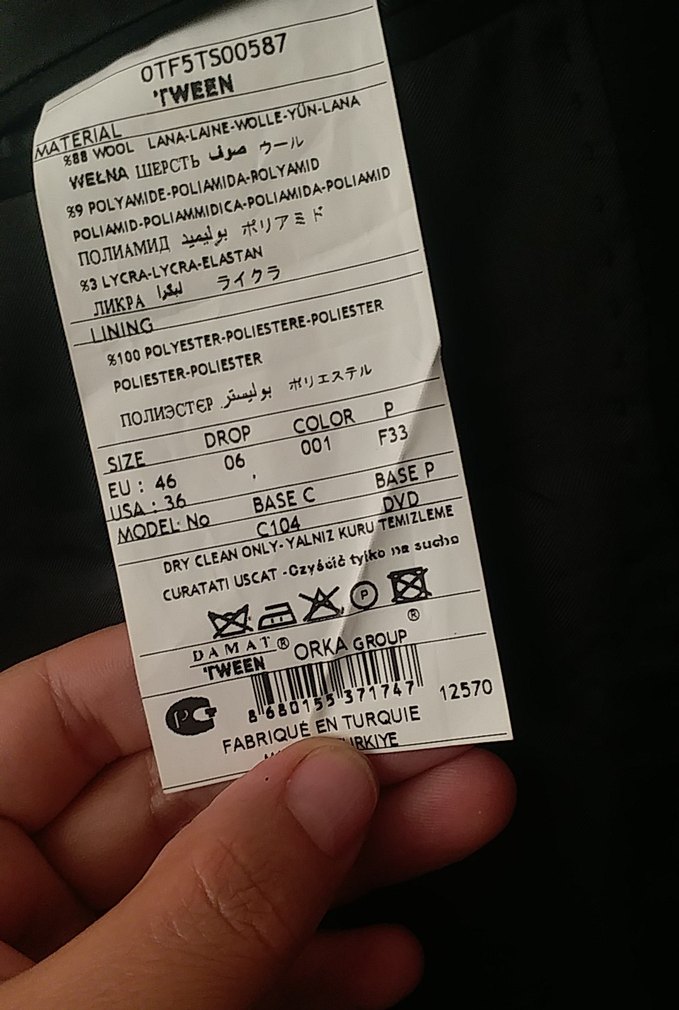 0TF5TS00587
'TWEEN
MATERIAL
%88 WOOL LANA-LAINE-WOLLE-YÜN-LANA
WEŁNA ШЕРСТЬ صوف ウール
%9 POLYAMIDE-POLIAMIDA-ROLYAMID
POLIAMID-POLIAMMIDICA-POLIAMIDA-POLIAMID
ПОЛИАМИД بوليميد ポリアミド
%3 LYCRA-LYCRA-ELASTAN
ЛИКРА ليكرا ライクラ
LINING
%100 POLYESTER-POLIESTERE-POLIESTER
POLIESTER-POLIESTER
ПОЛИЭСТЄР بوليستر ポリエステル
SIZE DROP COLOR P
EU : 46 06 001 F33
USA : 36
MODEL: No BASE C BASE P
C104 DVD
DRY CLEAN ONLY- YALNIZ KURU TEMIZLEME
CURATATI USCAT -Czyścić tylko na sucho
P
DAMAT® ORKA GROUP®
'TWEEN
8 680155 371747 12570
FABRIQUÉ EN TURQUIE